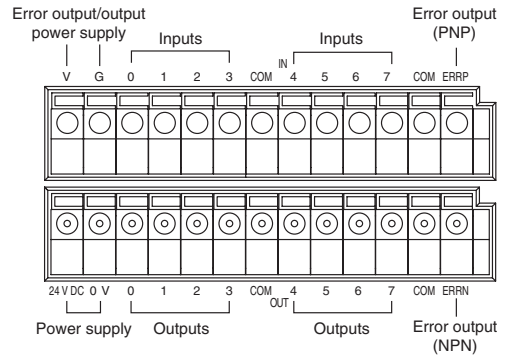 Error output/output power supply
Inputs
Inputs
Error output (PNP)
IN
V G 0 1 2 3 COM 4 5 6 7 COM ERRP
24 V DC 0 V 0 1 2 3 COM 4 5 6 7 COM ERRN
OUT
Power supply
Outputs
Outputs
Error output (NPN)